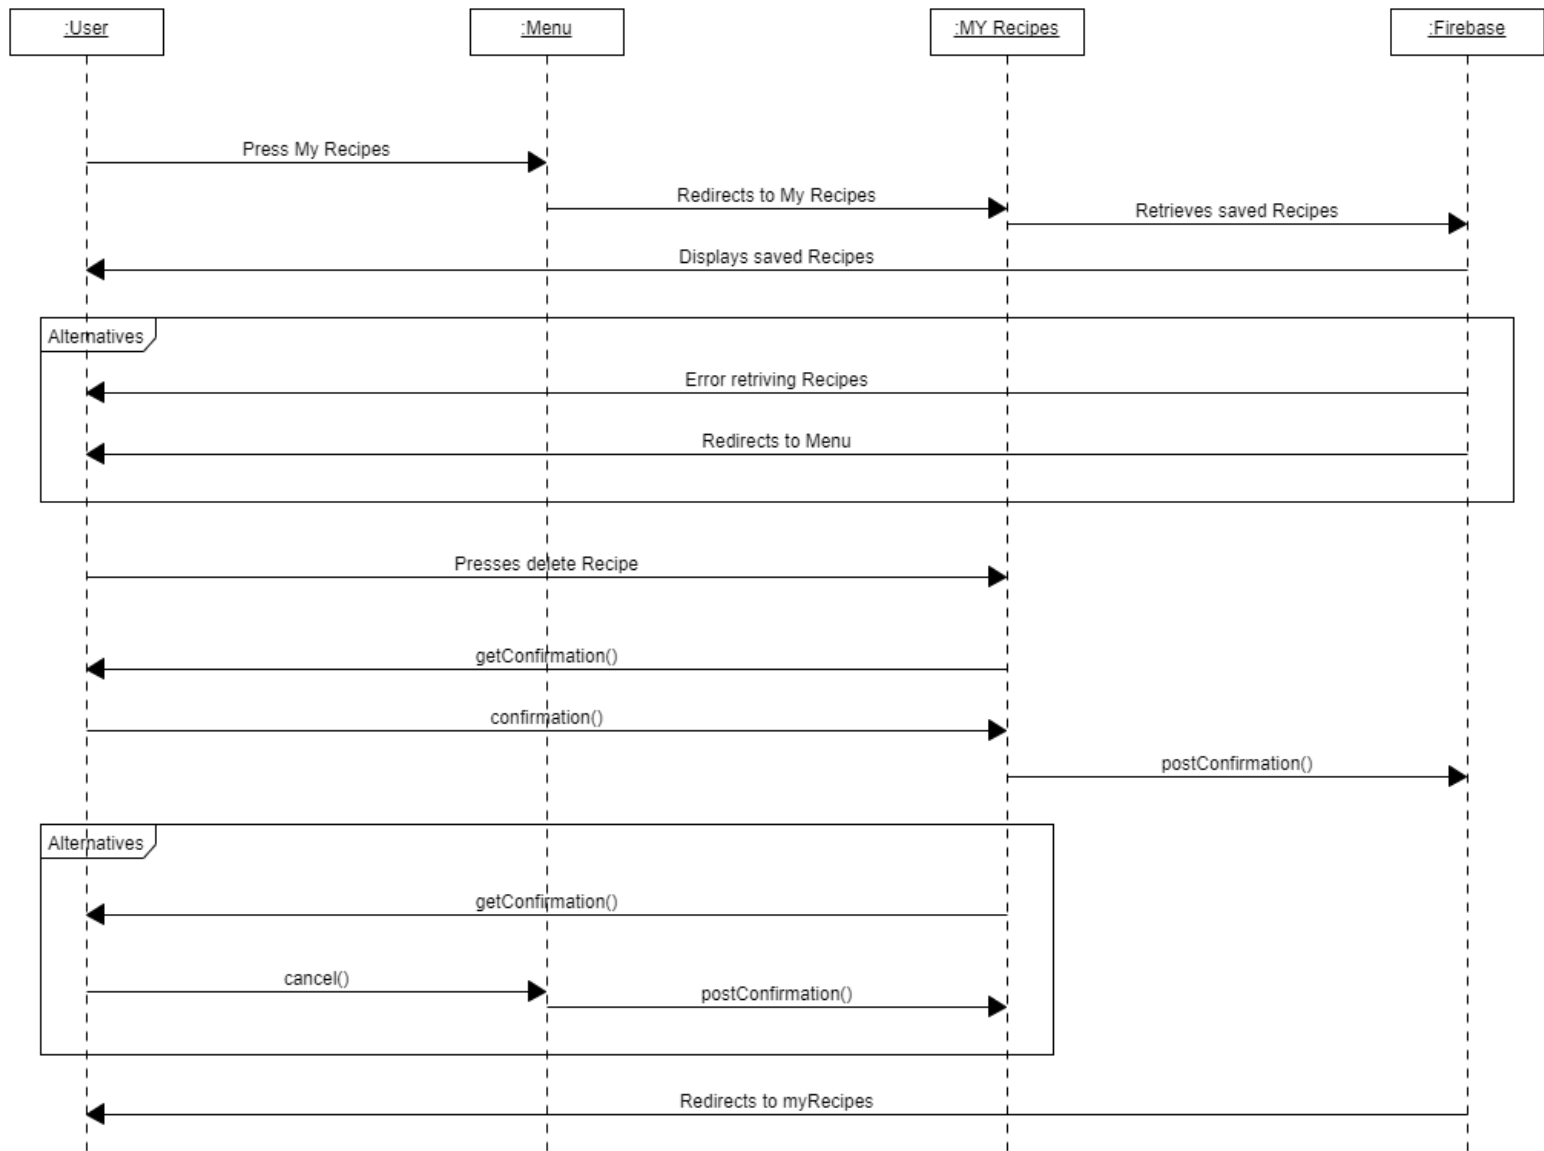 :User
:Menu
:MY Recipes
:Firebase
Press My Recipes
Redirects to My Recipes
Retrieves saved Recipes
Displays saved Recipes
Alternatives
Error retriving Recipes
Redirects to Menu
Presses delete Recipe
getConfirmation()
confirmation()
postConfirmation()
Alternatives
getConfirmation()
cancel()
postConfirmation()
Redirects to myRecipes